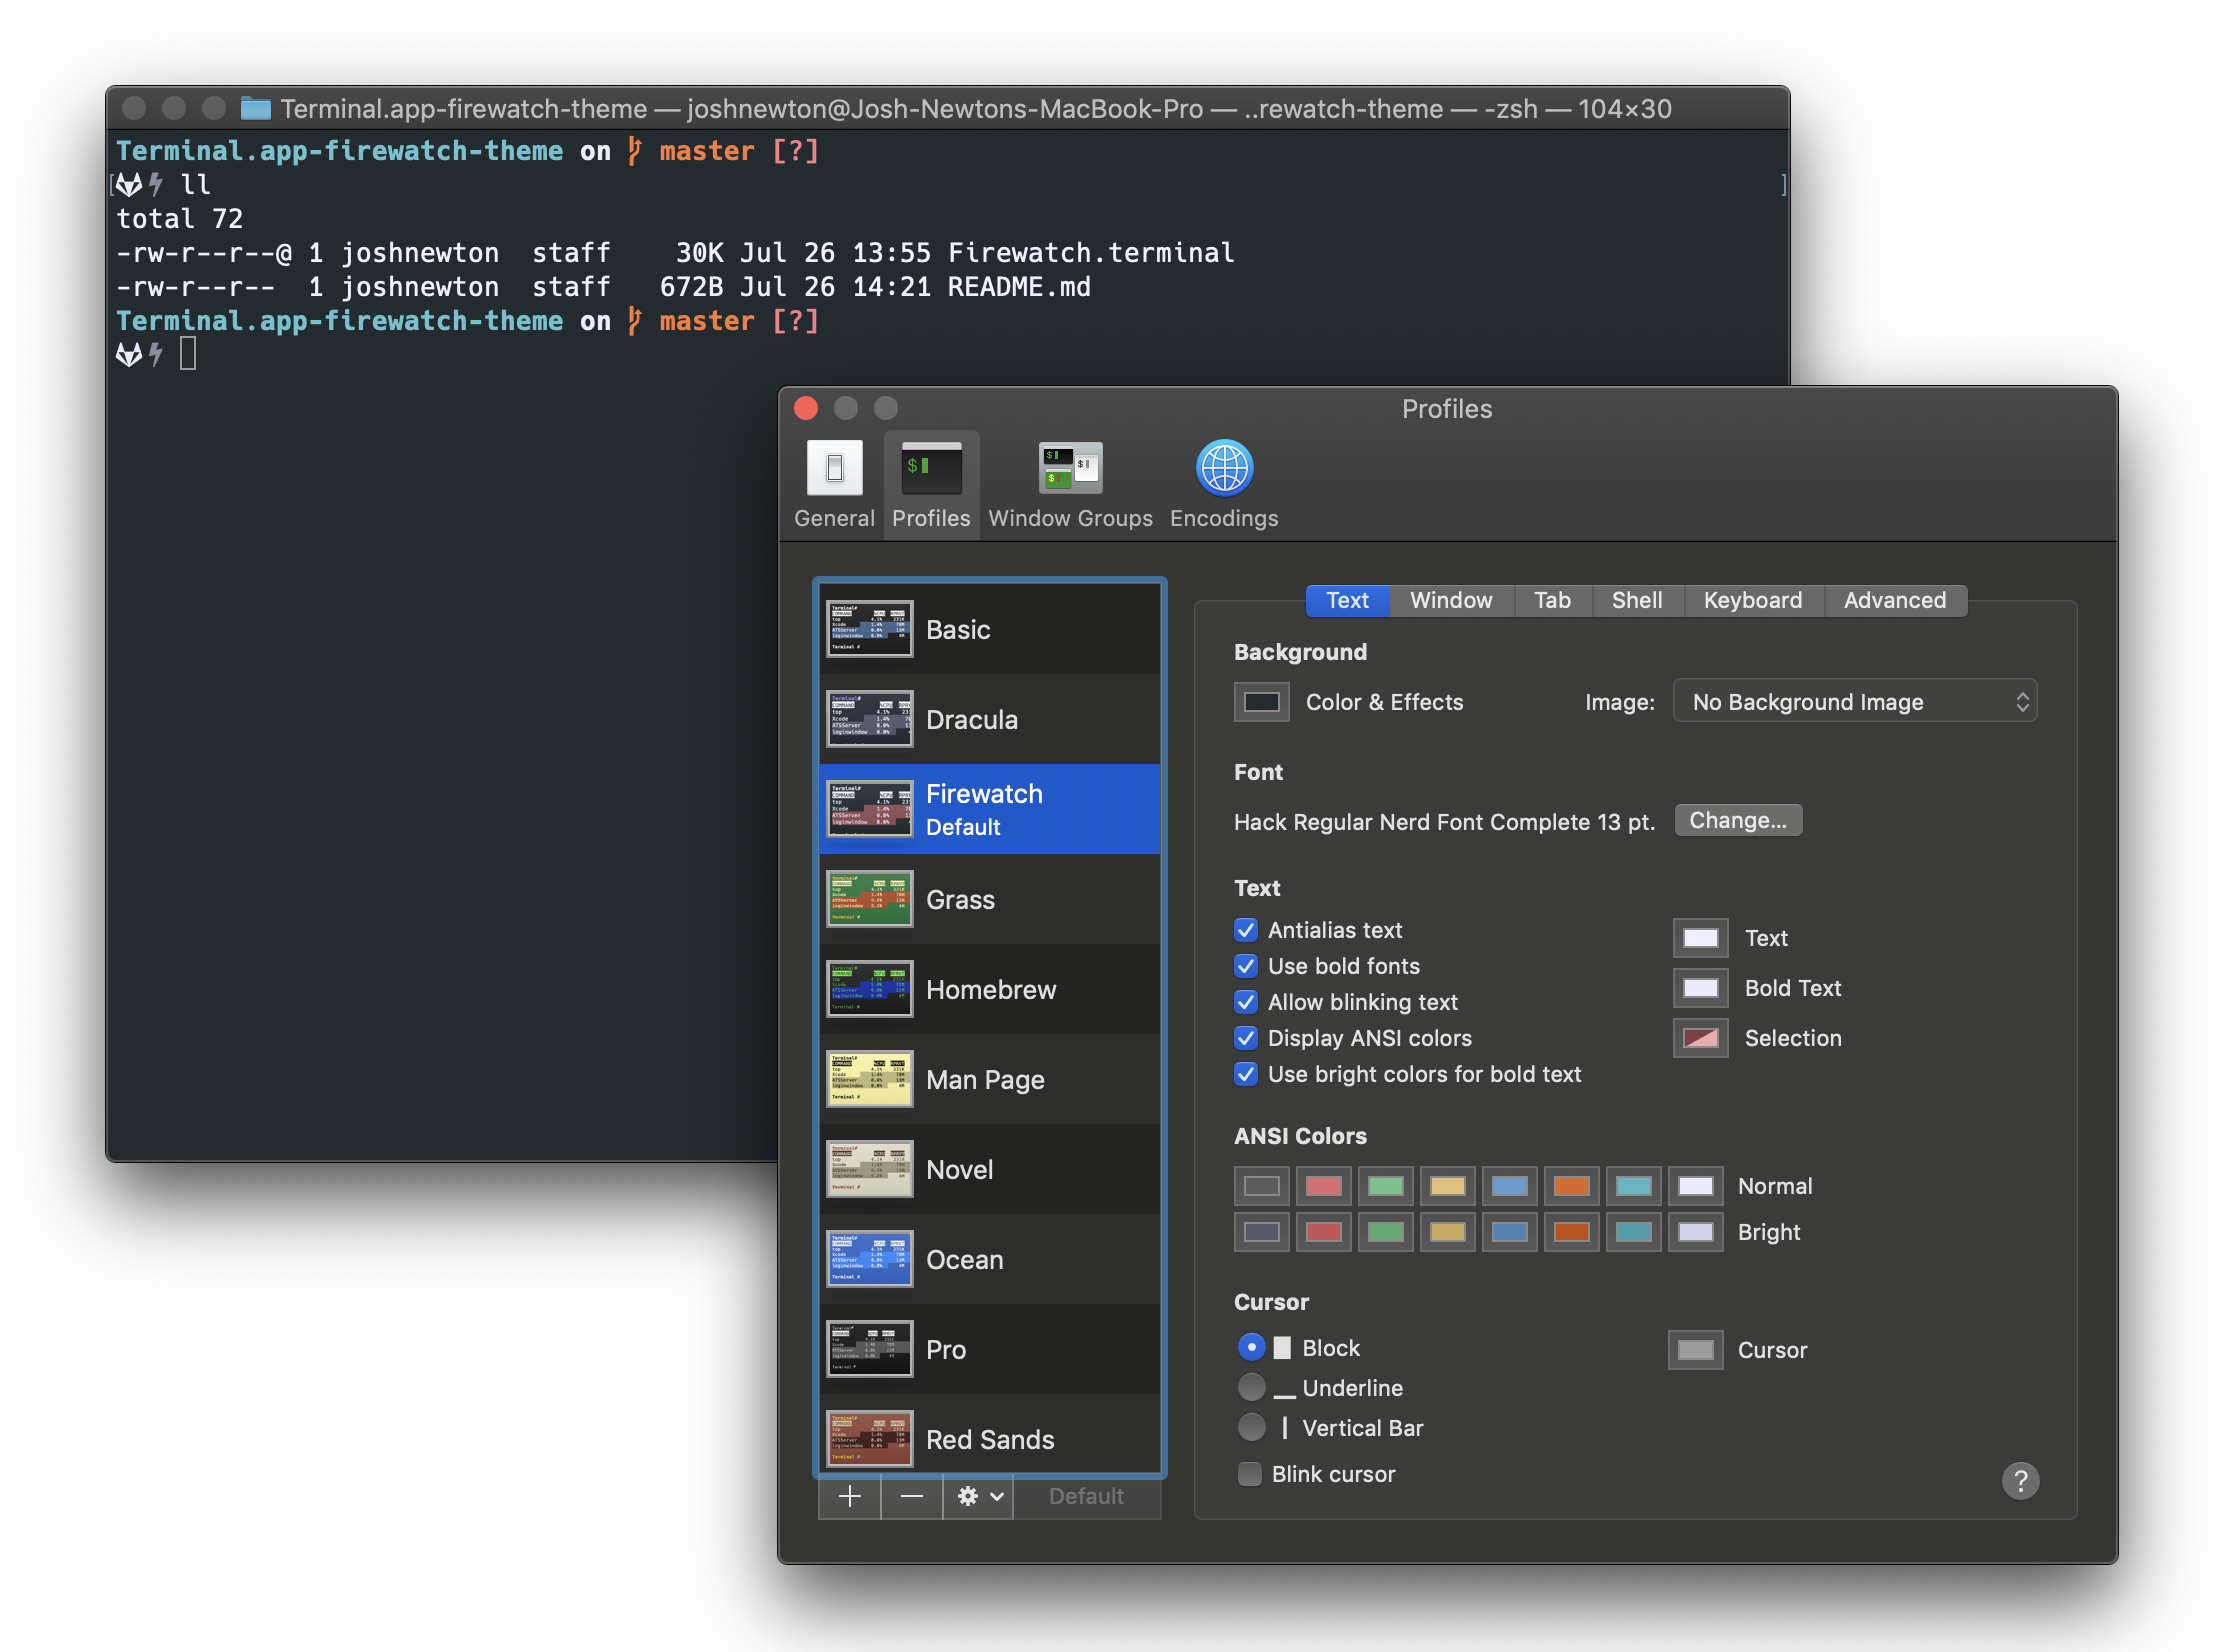 Terminal.app-firewatch-theme — joshnewton@Josh-Newtons-MacBook-Pro — ..rewatch-theme — -zsh — 104×30
Terminal.app-firewatch-theme on master [?]
ll
total 72
-rw-r--r--@ 1 joshnewton  staff    30K Jul 26 13:55 Firewatch.terminal
-rw-r--r--  1 joshnewton  staff   672B Jul 26 14:21 README.md
Terminal.app-firewatch-theme on master [?]
Profiles
General Profiles Window Groups Encodings
Basic
Dracula
Firewatch
Default
Grass
Homebrew
Man Page
Novel
Ocean
Pro
Red Sands
Default
Text Window Tab Shell Keyboard Advanced
Background
Color & Effects Image: No Background Image
Font
Hack Regular Nerd Font Complete 13 pt. Change...
Text
Antialias text
Use bold fonts
Allow blinking text
Display ANSI colors
Use bright colors for bold text
Text
Bold Text
Selection
ANSI Colors
Normal
Bright
Cursor
Block
Underline
Vertical Bar
Blink cursor
Cursor
?